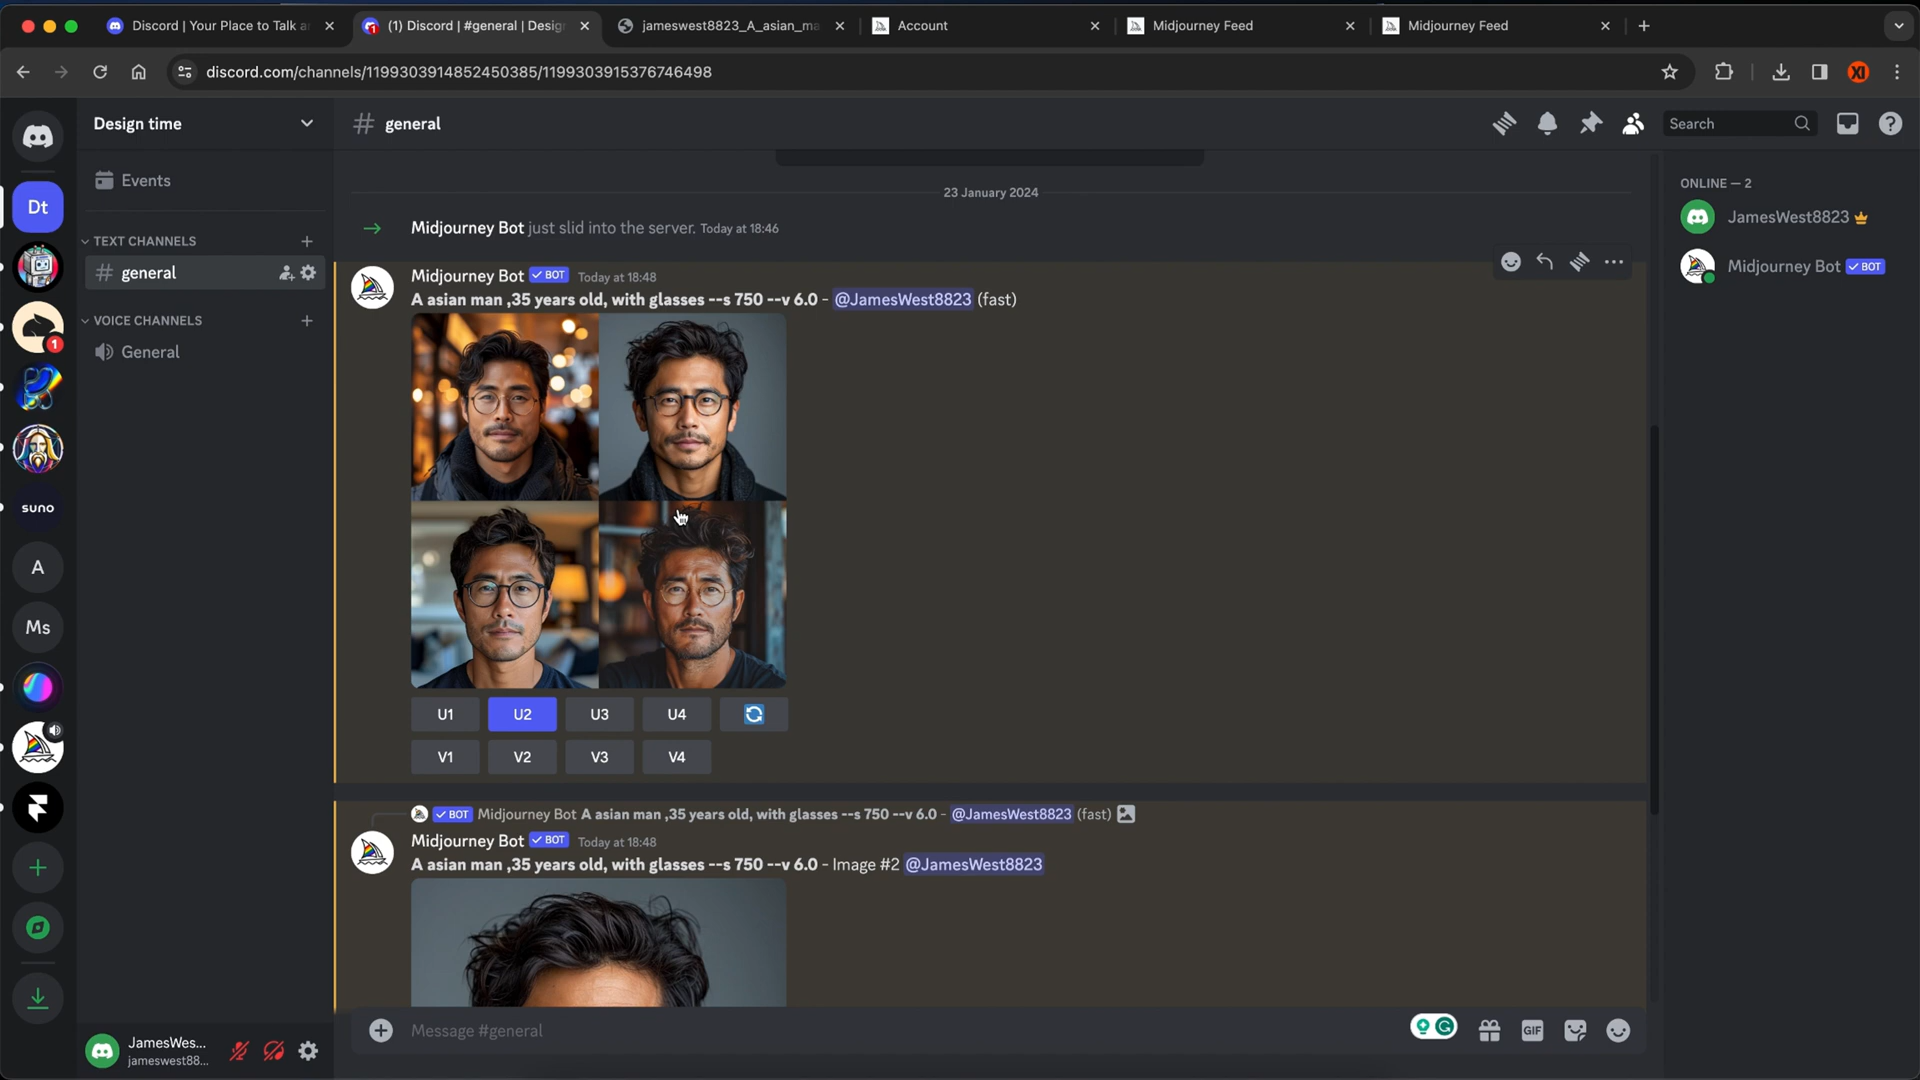 Discord | Your Place to Talk a
(1) Discord | #general | Desig
jameswest8823_A_asian_ma
Account
Midjourney Feed
Midjourney Feed
discord.com/channels/1199303914852450385/1199303915376746498
XI
Design time
# general
Search
Events
Dt
TEXT CHANNELS
# general
VOICE CHANNELS
General
1
suno
A
Ms
23 January 2024
Midjourney Bot just slid into the server. Today at 18:46
Midjourney Bot BOT Today at 18:48
A asian man ,35 years old, with glasses --s 750 --v 6.0 - @JamesWest8823 (fast)
U1 U2 U3 U4
V1 V2 V3 V4
BOT Midjourney Bot A asian man ,35 years old, with glasses --s 750 --v 6.0 - @JamesWest8823 (fast)
Midjourney Bot BOT Today at 18:48
A asian man ,35 years old, with glasses --s 750 --v 6.0 - Image #2 @JamesWest8823
Message #general
GIF
JamesWes...
jameswest88...
ONLINE — 2
JamesWest8823
Midjourney Bot BOT